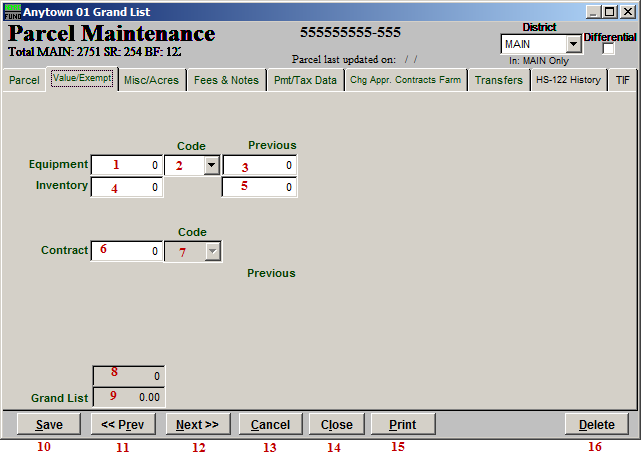 FUND Anytown 01 Grand List
Parcel Maintenance 555555555-555 District
Total MAIN: 2751 SR: 254 BF: 122 MAIN Differential
Parcel last updated on: / / In: MAIN Only
Parcel Value/Exempt Misc/Acres Fees & Notes Pmt/Tax Data Chg Appr. Contracts Farm Transfers HS-122 History TIF
Code Previous
Equipment 1 0 2 3 0
Inventory 4 0 5 0
Code
Contract 6 0 7
Previous
8 0
Grand List 9 0.00
Save << Prev Next >> Cancel Close Print Delete
10 11 12 13 14 15 16